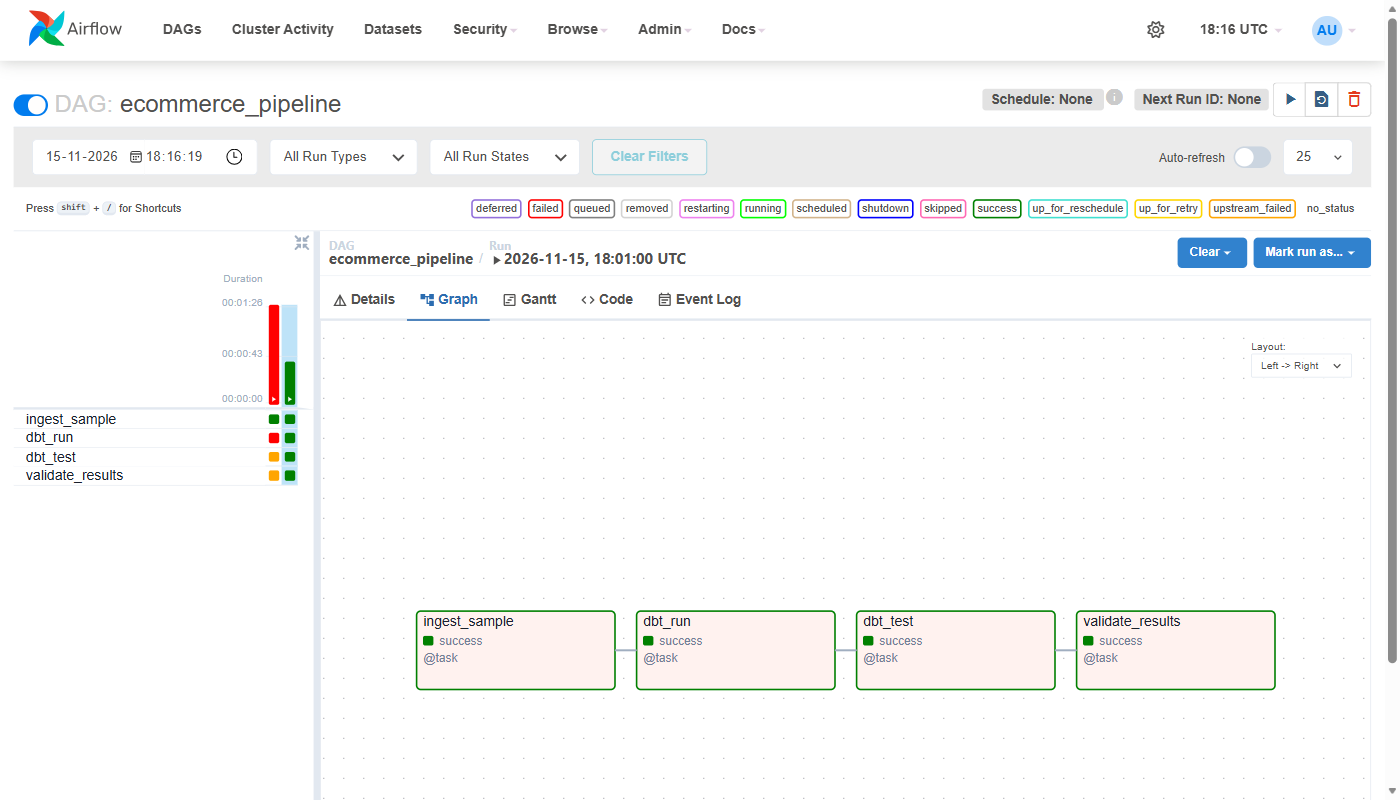 Airflow DAGs Cluster Activity Datasets Security Browse Admin Docs 18:16 UTC AU
DAG: ecommerce_pipeline Schedule: None i Next Run ID: None
15-11-2026 18:16:19 All Run Types All Run States Clear Filters Auto-refresh 25
Press shift + / for Shortcuts deferred failed queued removed restarting running scheduled shutdown skipped success up_for_reschedule up_for_retry upstream_failed no_status
DAG Run
ecommerce_pipeline / 2026-11-15, 18:01:00 UTC Clear Mark run as...
Details Graph Gantt Code Event Log
Duration
00:01:26
00:00:43
00:00:00
ingest_sample
dbt_run
dbt_test
validate_results
Layout:
Left -> Right
ingest_sample dbt_run dbt_test validate_results
success success success success
@task @task @task @task